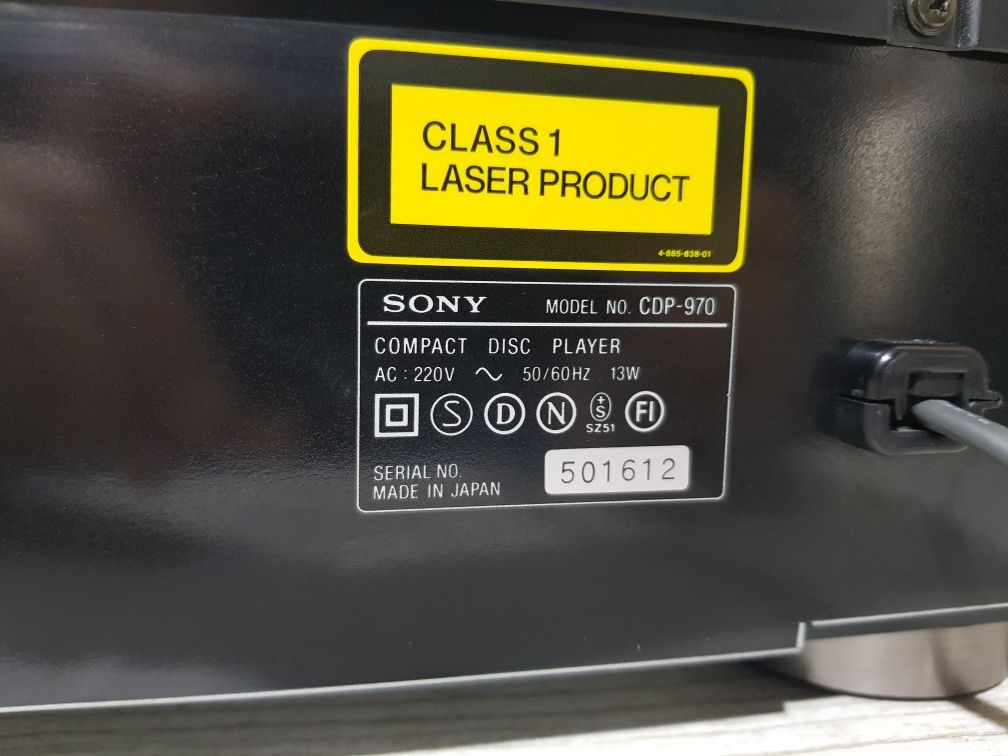 CLASS 1
LASER PRODUCT
4-885-838-01
SONY MODEL NO. CDP-970
COMPACT DISC PLAYER
AC : 220V ~ 50/60HZ 13W
S D N +S FI
SZ51
SERIAL NO. 501612
MADE IN JAPAN